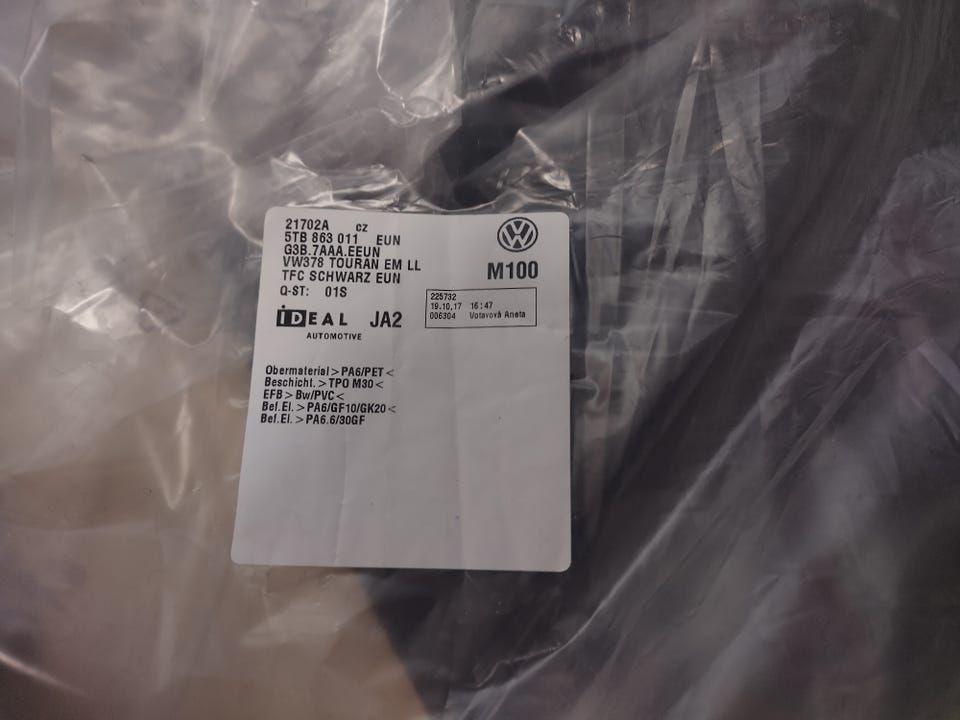 21702A cz
5TB 863 011 EUN
G3B.7AAA.EEUN
VW378 TOURAN EM LL
TFC SCHWARZ EUN
Q-ST: 01S
M100
225732
19.10.17 16:47
006304 Votavová Aneta
IDEAL JA2
AUTOMOTIVE
Obermaterial>PA6/PET<
Beschicht.>TPO M30<
EFB>Bw/PVC<
Bef.El.>PA6/GF10/GK20<
Bef.El.>PA6.6/30GF